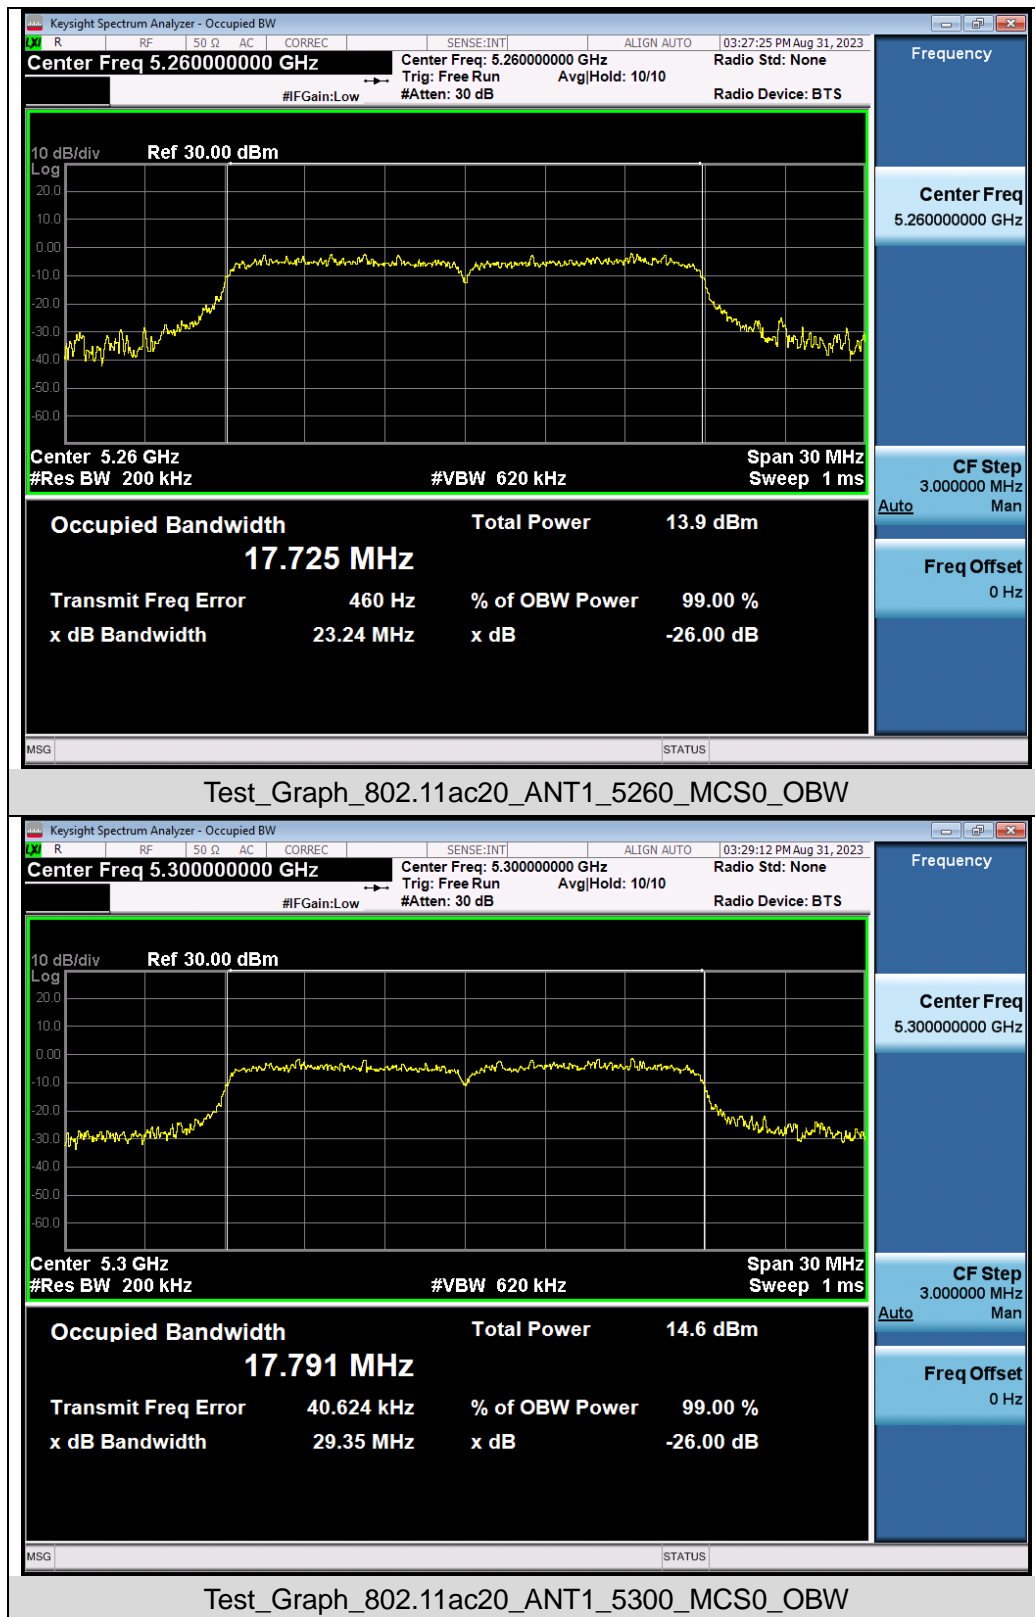 Keysight Spectrum Analyzer - Occupied BW
LXI R RF 50 Ω AC CORREC SENSE:INT ALIGN AUTO 03:27:25 PM Aug 31, 2023
Center Freq 5.260000000 GHz Center Freq: 5.260000000 GHz Radio Std: None
Trig: Free Run Avg|Hold: 10/10
#IFGain:Low #Atten: 30 dB Radio Device: BTS
Frequency
10 dB/div Ref 30.00 dBm
Log
20.0
10.0
0.00
-10.0
-20.0
-30.0
-40.0
-50.0
-60.0
Center 5.26 GHz Span 30 MHz
#Res BW 200 kHz #VBW 620 kHz Sweep 1 ms
Center Freq
5.260000000 GHz
CF Step
3.000000 MHz
Auto Man
Freq Offset
0 Hz
Occupied Bandwidth Total Power 13.9 dBm
17.725 MHz
Transmit Freq Error 460 Hz % of OBW Power 99.00 %
x dB Bandwidth 23.24 MHz x dB -26.00 dB
MSG STATUS
Test_Graph_802.11ac20_ANT1_5260_MCS0_OBW
Keysight Spectrum Analyzer - Occupied BW
LXI R RF 50 Ω AC CORREC SENSE:INT ALIGN AUTO 03:29:12 PM Aug 31, 2023
Center Freq 5.300000000 GHz Center Freq: 5.300000000 GHz Radio Std: None
Trig: Free Run Avg|Hold: 10/10
#IFGain:Low #Atten: 30 dB Radio Device: BTS
Frequency
10 dB/div Ref 30.00 dBm
Log
20.0
10.0
0.00
-10.0
-20.0
-30.0
-40.0
-50.0
-60.0
Center 5.3 GHz Span 30 MHz
#Res BW 200 kHz #VBW 620 kHz Sweep 1 ms
Center Freq
5.300000000 GHz
CF Step
3.000000 MHz
Auto Man
Freq Offset
0 Hz
Occupied Bandwidth Total Power 14.6 dBm
17.791 MHz
Transmit Freq Error 40.624 kHz % of OBW Power 99.00 %
x dB Bandwidth 29.35 MHz x dB -26.00 dB
MSG STATUS
Test_Graph_802.11ac20_ANT1_5300_MCS0_OBW